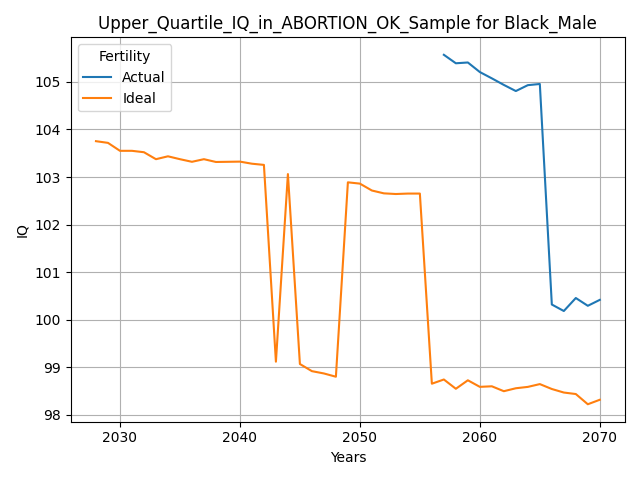 Upper_Quartile_IQ_in_ABORTION_OK_Sample for Black_Male
Fertility
Actual
Ideal
105
104
103
102
101
100
99
98
IQ
2030
2040
2050
2060
2070
Years